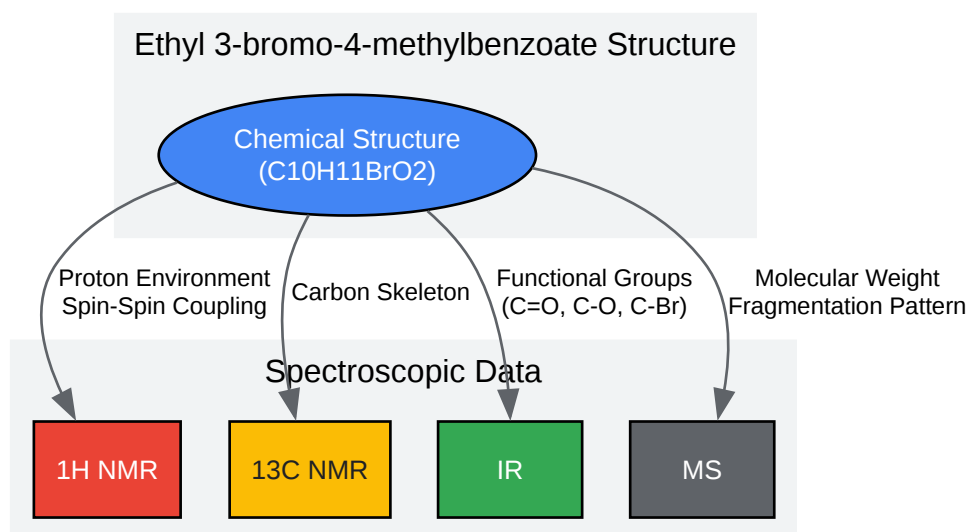 Ethyl 3-bromo-4-methylbenzoate Structure
Chemical Structure
(C10H11BrO2)
Proton Environment
Spin-Spin Coupling
Carbon Skeleton
Functional Groups
(C=O, C-O, C-Br)
Molecular Weight
Fragmentation Pattern
Spectroscopic Data
1H NMR
13C NMR
IR
MS